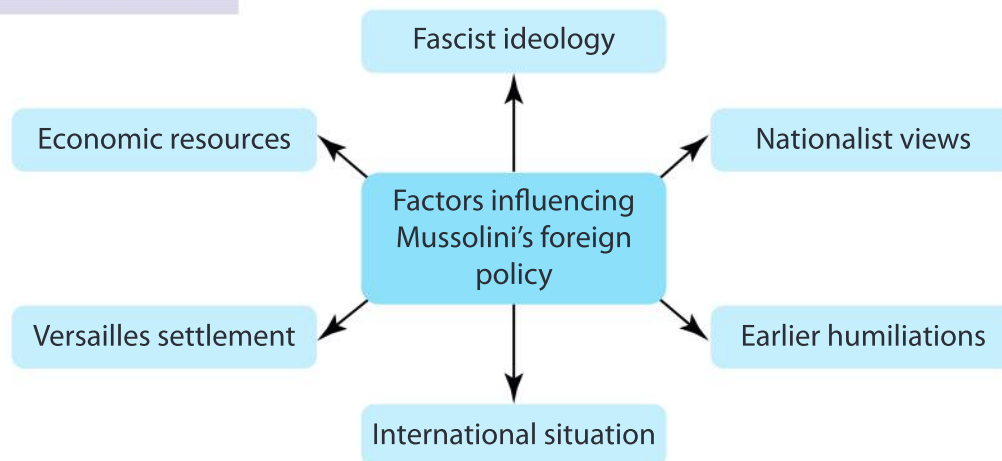 Fascist ideology
Economic resources
Nationalist views
Factors influencing
Mussolini’s foreign
policy
Versailles settlement
Earlier humiliations
International situation